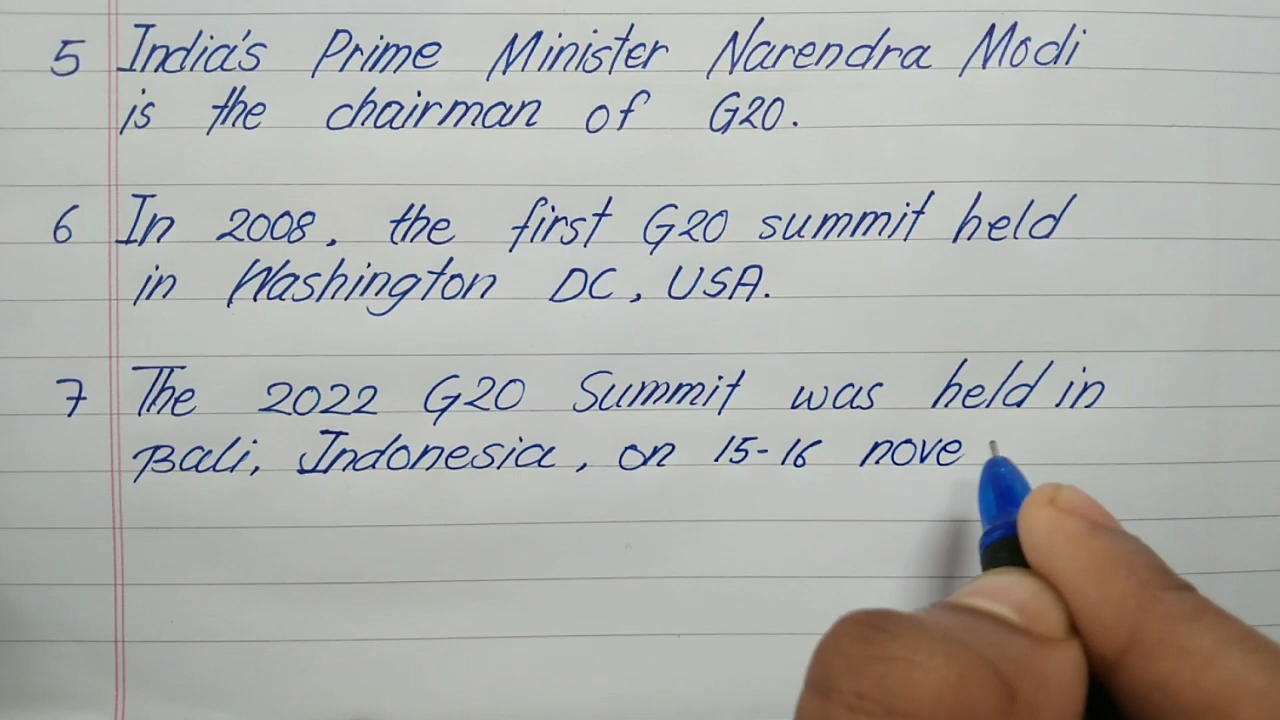 5 India's Prime Minister Narendra Modi
is the chairman of G20.
6 In 2008, the first G20 summit held
in Washington DC, USA.
7 The 2022 G20 Summit was held in
Bali, Indonesia, on 15-16 nove